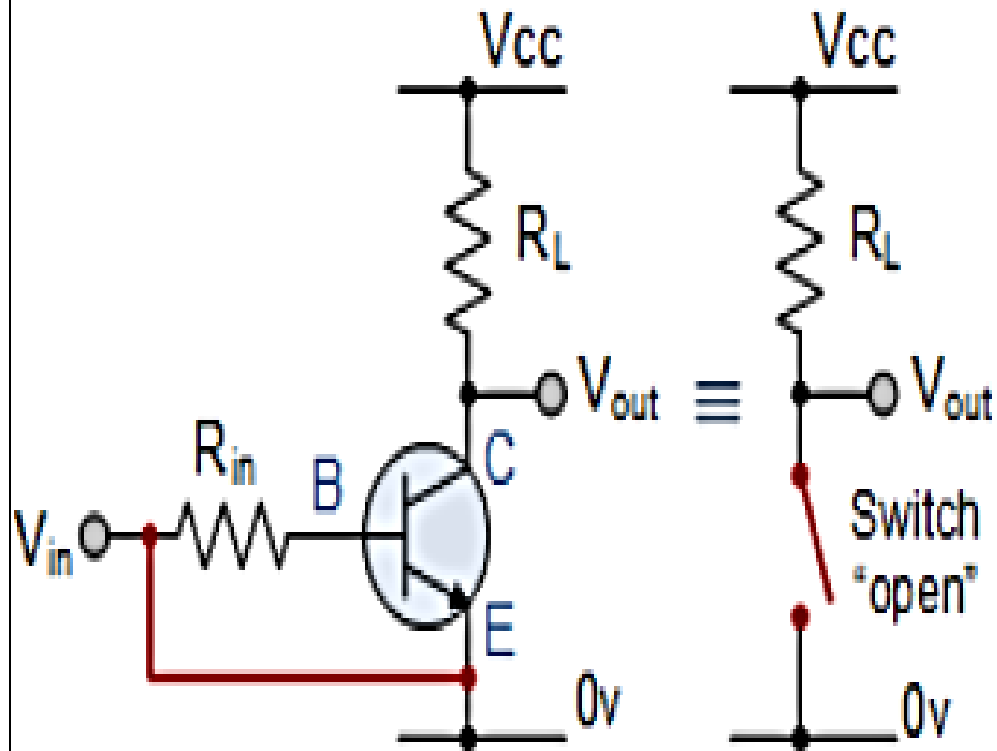 Vcc
Vcc
RL
RL
Vout
≡
Vout
Rin
B
C
Vin
Switch
"open"
E
0v
0v